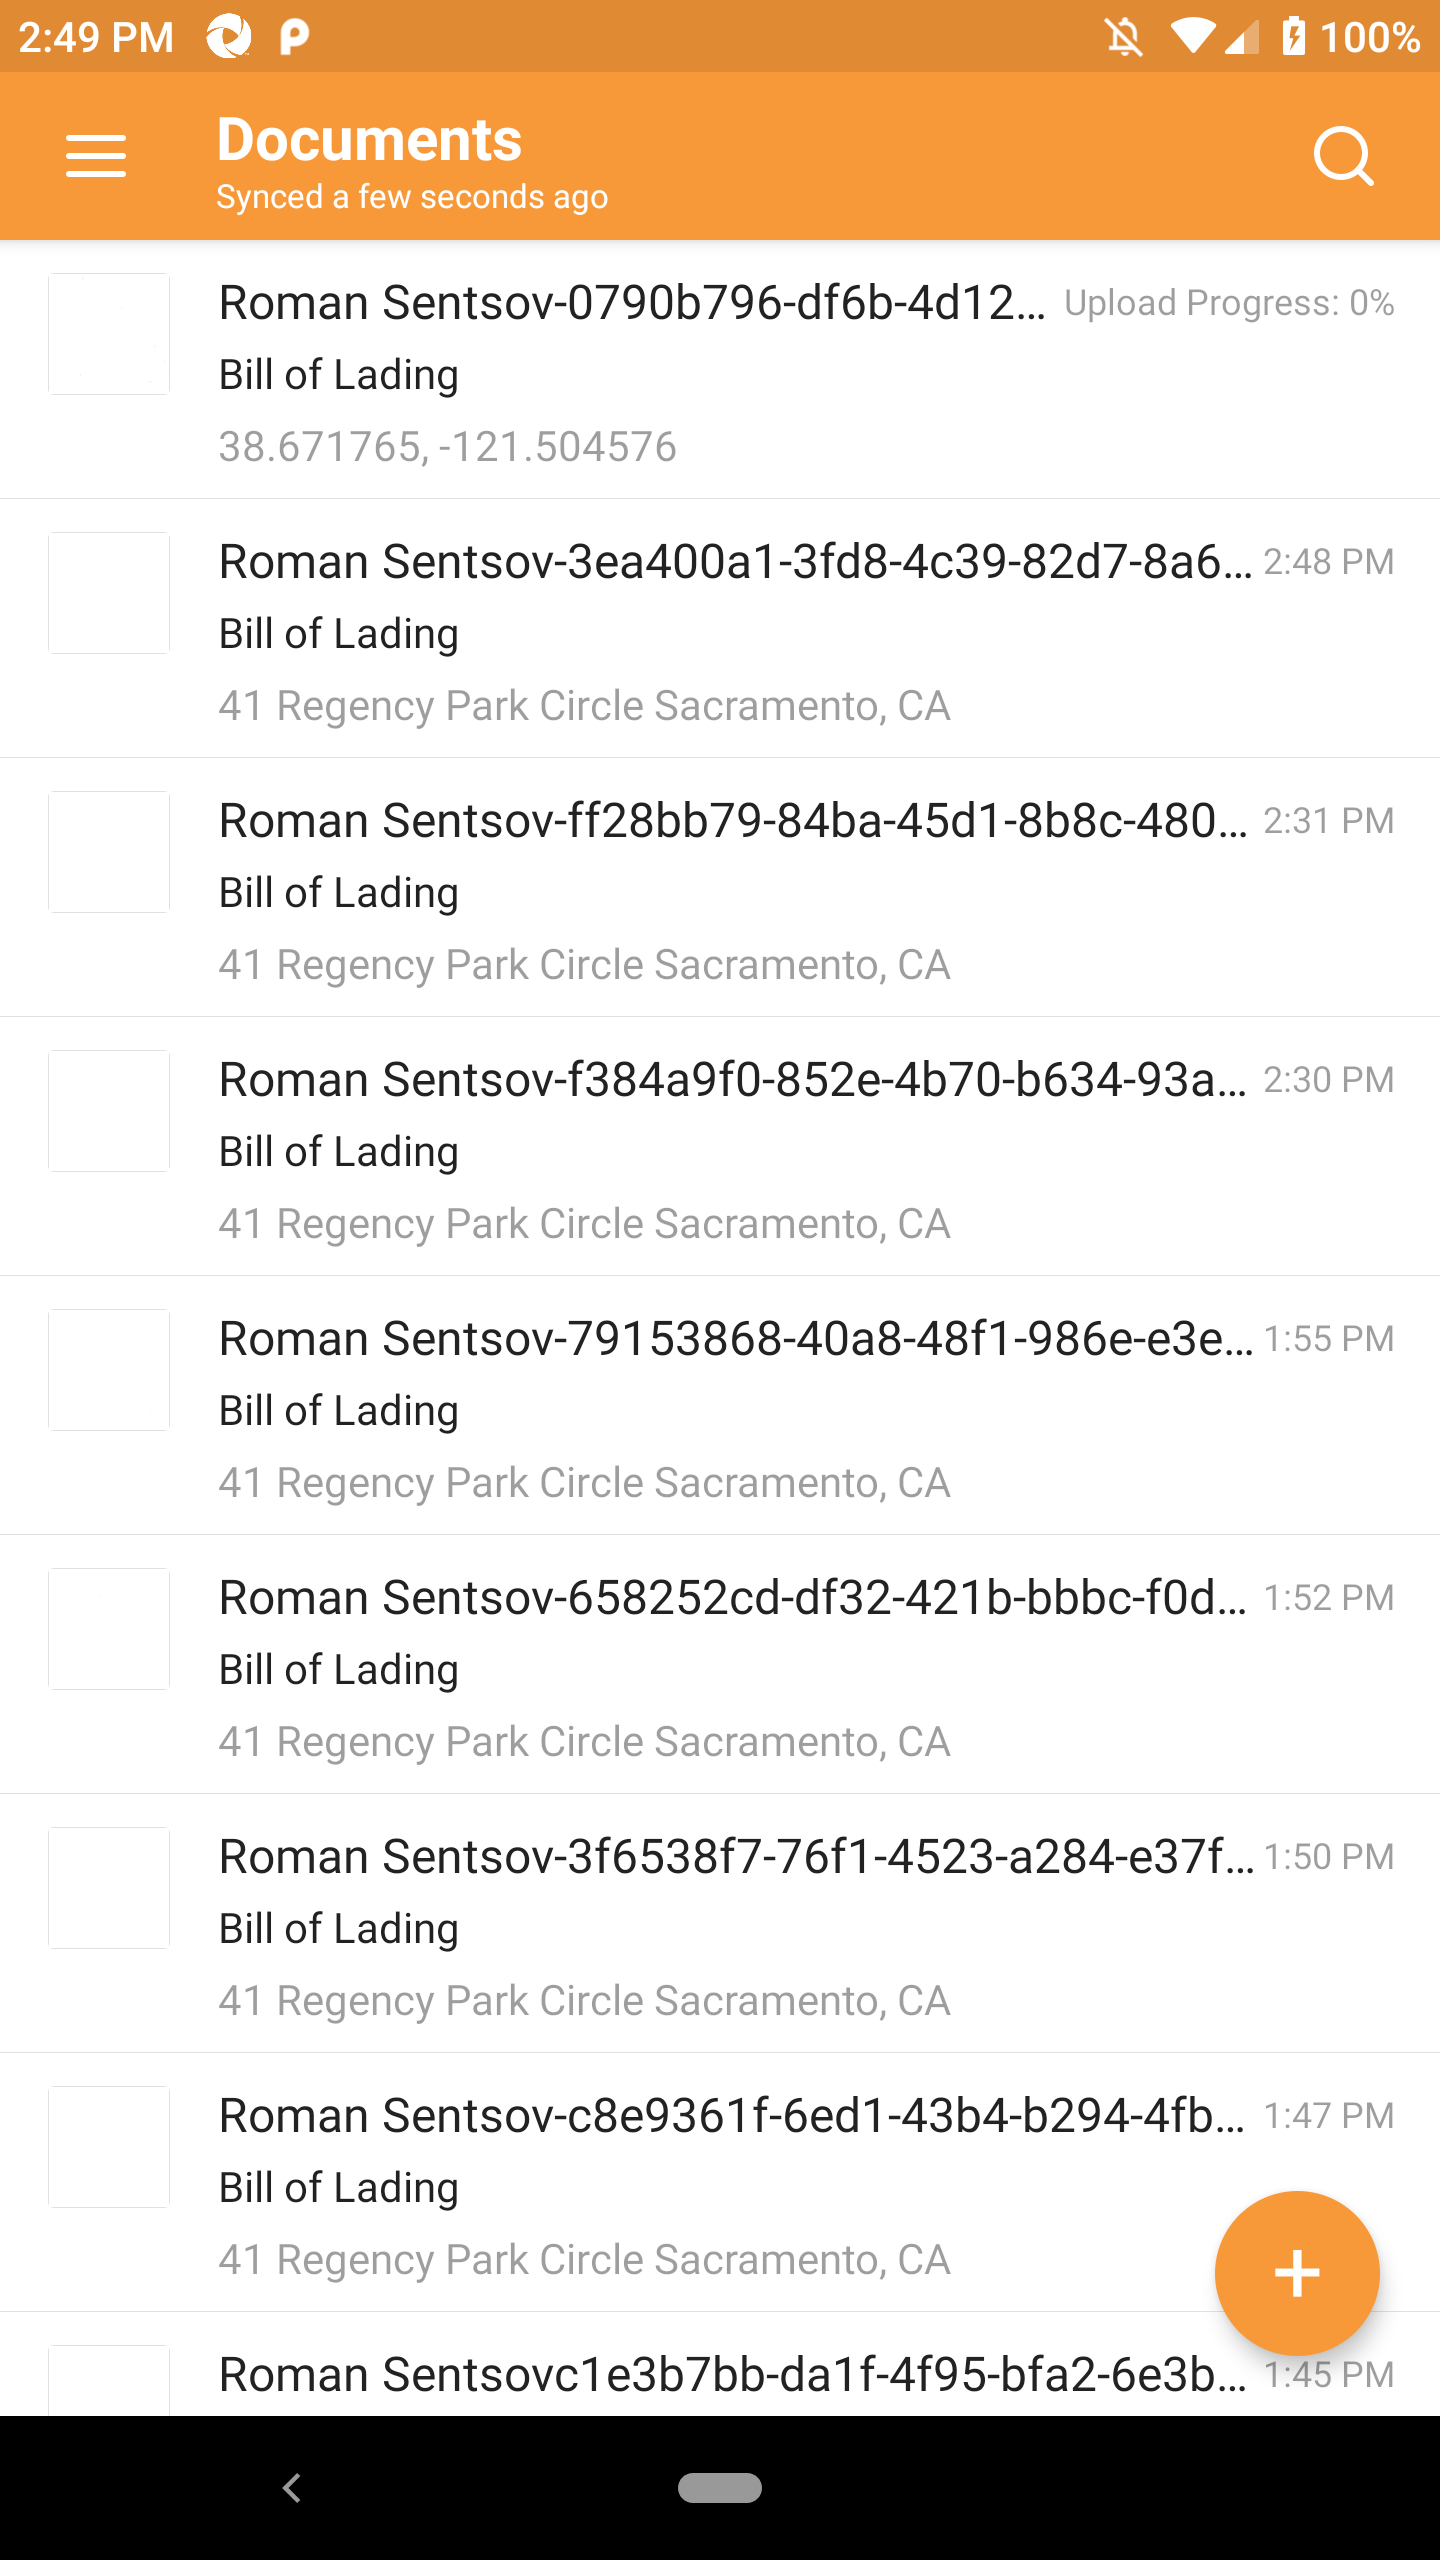 2:49 PM 100%
Documents
Synced a few seconds ago
Roman Sentsov-0790b796-df6b-4d12... Upload Progress: 0%
Bill of Lading
38.671765, -121.504576
Roman Sentsov-3ea400a1-3fd8-4c39-82d7-8a6... 2:48 PM
Bill of Lading
41 Regency Park Circle Sacramento, CA
Roman Sentsov-ff28bb79-84ba-45d1-8b8c-480... 2:31 PM
Bill of Lading
41 Regency Park Circle Sacramento, CA
Roman Sentsov-f384a9f0-852e-4b70-b634-93a... 2:30 PM
Bill of Lading
41 Regency Park Circle Sacramento, CA
Roman Sentsov-79153868-40a8-48f1-986e-e3e... 1:55 PM
Bill of Lading
41 Regency Park Circle Sacramento, CA
Roman Sentsov-658252cd-df32-421b-bbbc-f0d... 1:52 PM
Bill of Lading
41 Regency Park Circle Sacramento, CA
Roman Sentsov-3f6538f7-76f1-4523-a284-e37f... 1:50 PM
Bill of Lading
41 Regency Park Circle Sacramento, CA
Roman Sentsov-c8e9361f-6ed1-43b4-b294-4fb... 1:47 PM
Bill of Lading
41 Regency Park Circle Sacramento, CA
Roman Sentsovc1e3b7bb-da1f-4f95-bfa2-6e3b... 1:45 PM